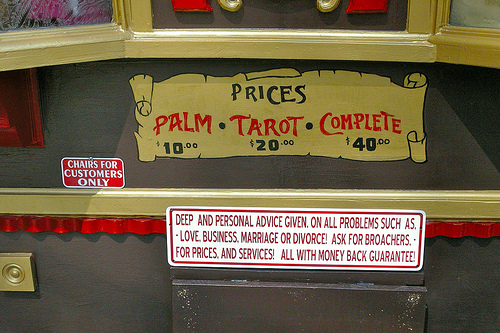 PRICES
PALM • TAROT • COMPLETE
$10.00 $20.00 $40.00
CHAIRS FOR
CUSTOMERS
ONLY
DEEP AND PERSONAL ADVICE GIVEN, ON ALL PROBLEMS SUCH AS,
- LOVE, BUSINESS, MARRIAGE OR DIVORCE! ASK FOR BROACHERS, -
FOR PRICES, AND SERVICES! ALL WITH MONEY BACK GUARANTEE!